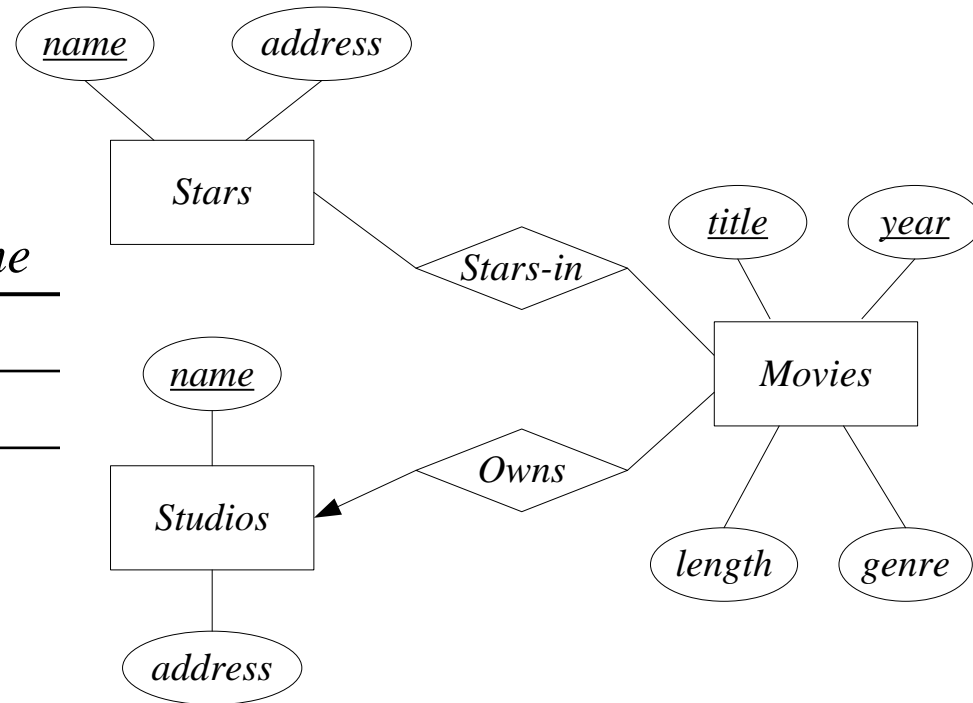 name
address
Stars
Stars-in
title
year
Movies
name
Owns
Studios
length
genre
address